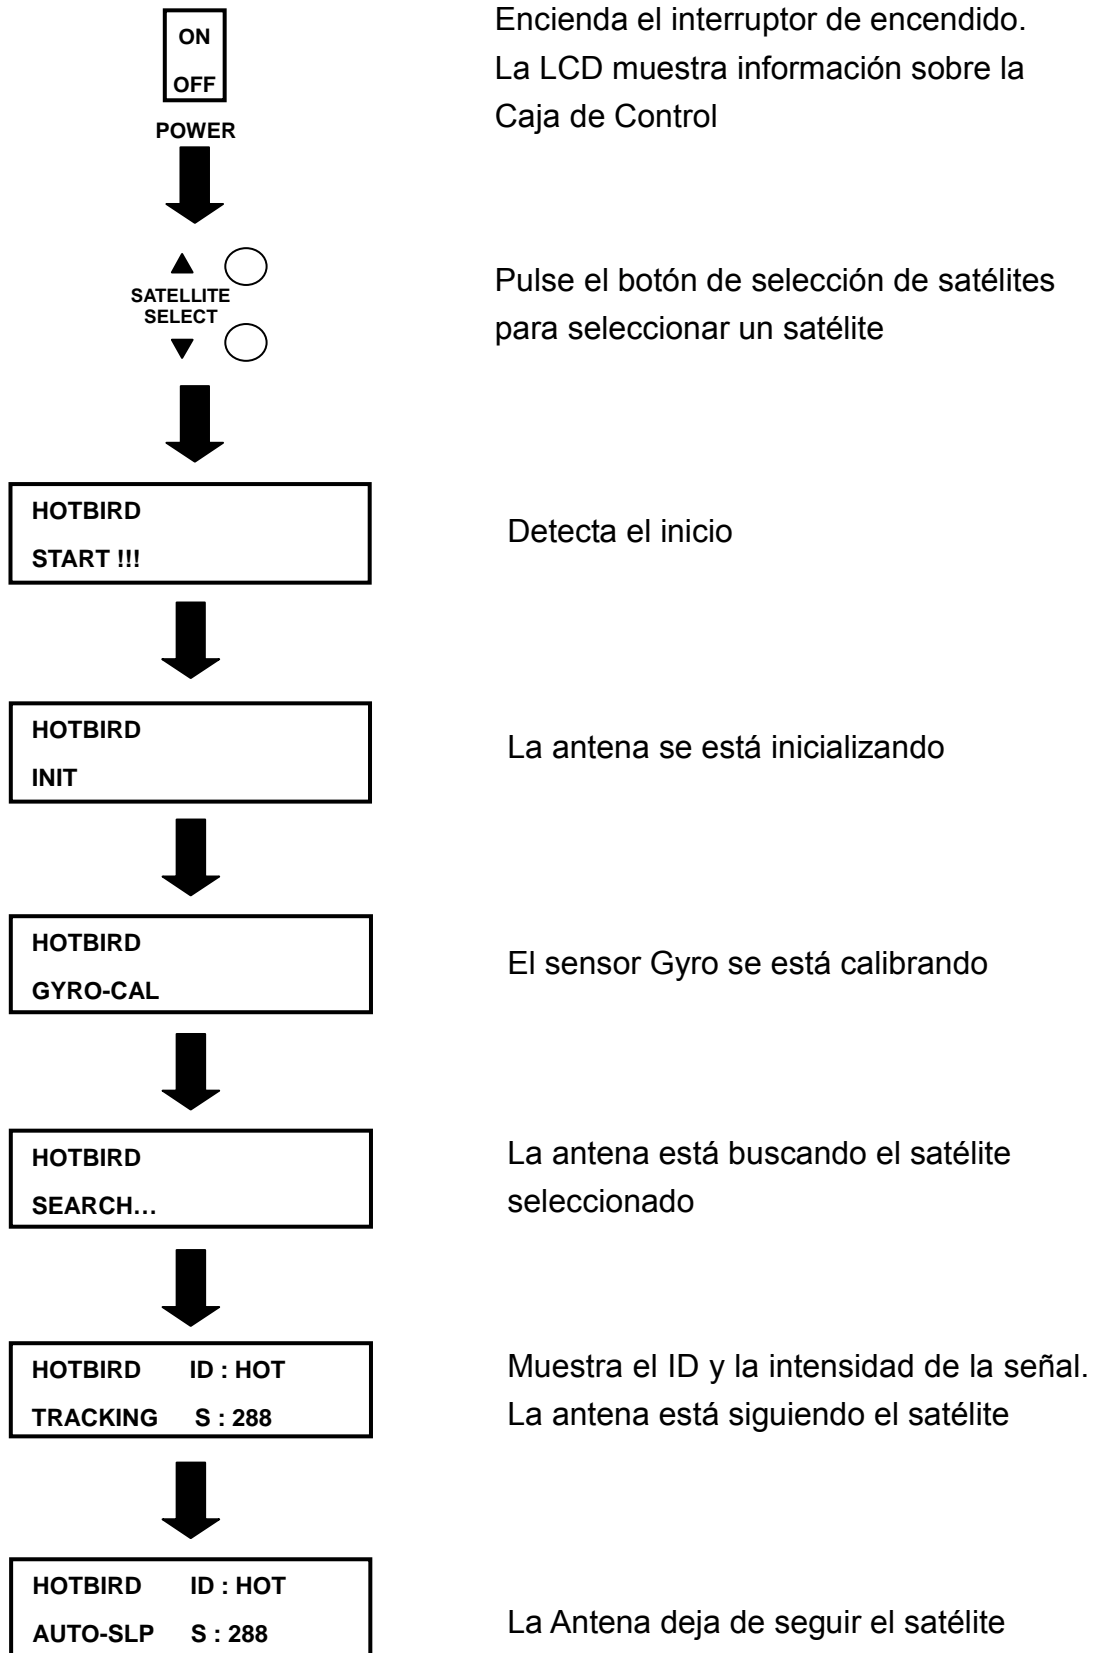 ON
OFF
POWER
Encienda el interruptor de encendido.
La LCD muestra información sobre la
Caja de Control
SATELLITE
SELECT
Pulse el botón de selección de satélites
para seleccionar un satélite
HOTBIRD
START !!!
Detecta el inicio
HOTBIRD
INIT
La antena se está inicializando
HOTBIRD
GYRO-CAL
El sensor Gyro se está calibrando
HOTBIRD
SEARCH…
La antena está buscando el satélite
seleccionado
HOTBIRD ID : HOT
TRACKING S : 288
Muestra el ID y la intensidad de la señal.
La antena está siguiendo el satélite
HOTBIRD ID : HOT
AUTO-SLP S : 288
La Antena deja de seguir el satélite